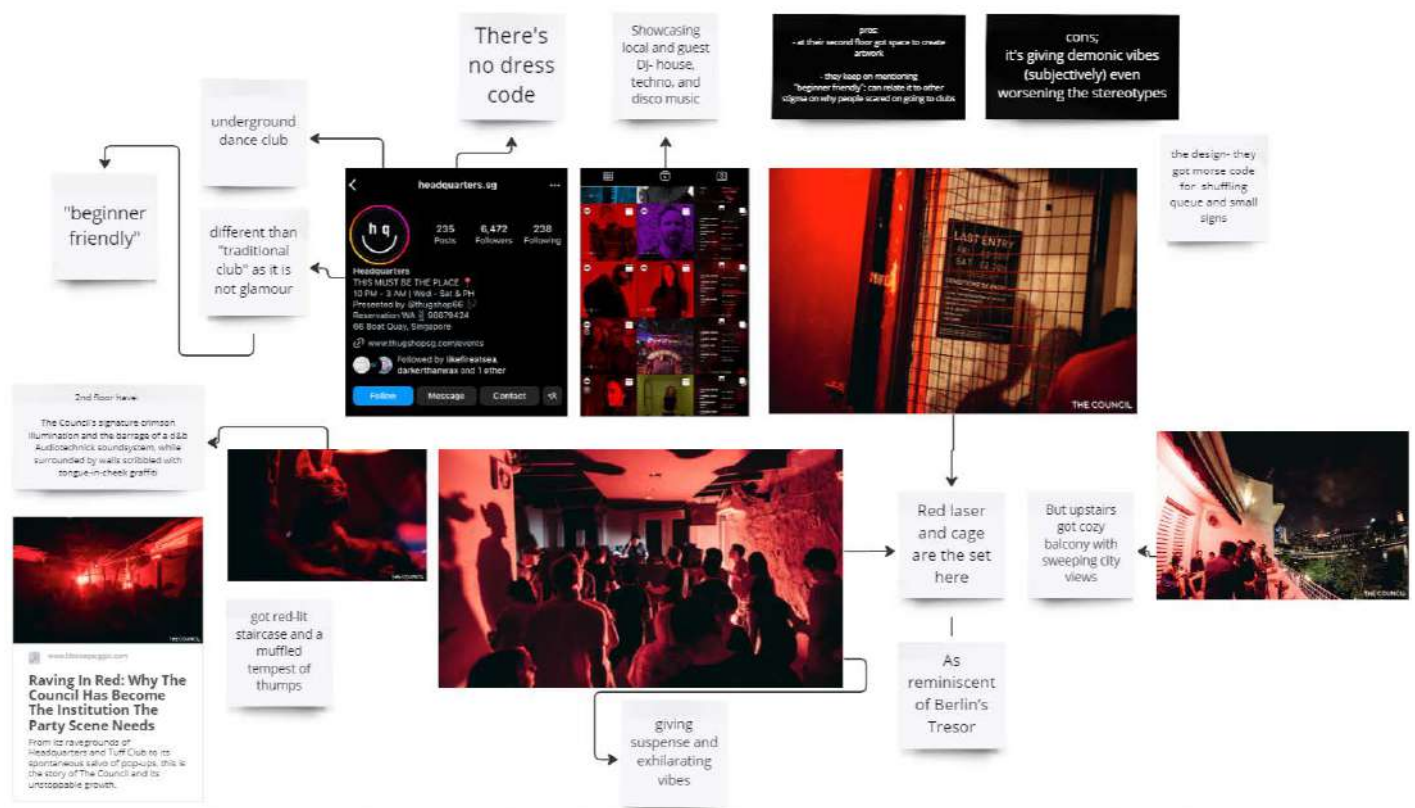 There's
no dress
code
Showcasing
local and guest
Dj- house,
techno, and
disco music
pros:
- at their second floor got space to create
artwork
- they keep on mentioning
"beginner friendly": can relate it to other
stigma on why people scared on going to clubs
cons;
it's giving demonic vibes
(subjectively) even
worsening the stereotypes
underground
dance club
"beginner
friendly"
different than
"traditional
club" as it is
not glamour
the design- they
got morse code
for shuffling
queue and small
signs
headquarters.sg
hq
235
Posts
6,472
Followers
238
Following
Headquarters
THIS MUST BE THE PLACE
10 PM - 3 AM | Wed - Sat & PH
Presented by @thugshop66
Reservation WA 98879434
66 Boat Quay, Singapore
www.thugshopsg.com/events
Followed by likefireatsea,
darkerthanwax and 1 other
Follow
Message
Contact
LAST ENTRY
FRI
SAT
CONDITIONS OF ENTRY
THE COUNCIL
2nd floor have:
The Council's signature crimson
illumination and the barrage of a d&b
Audiotechnick soundsystem, while
surrounded by walls scribbled with
tongue-in-cheek graffiti
THE COUNCIL
THE COUNCIL
Red laser
and cage
are the set
here
But upstairs
got cozy
balcony with
sweeping city
views
THE COUNCIL
got red-lit
staircase and a
muffled
tempest of
thumps
Raving In Red: Why The
Council Has Become
The Institution The
Party Scene Needs
From its ravegrounds of
Headquarters and Tuff Club to its
spontaneous salvo of pop-ups, this is
the story of The Council and its
unstoppable growth.
As
reminiscent
of Berlin's
Tresor
giving
suspense and
exhilarating
vibes